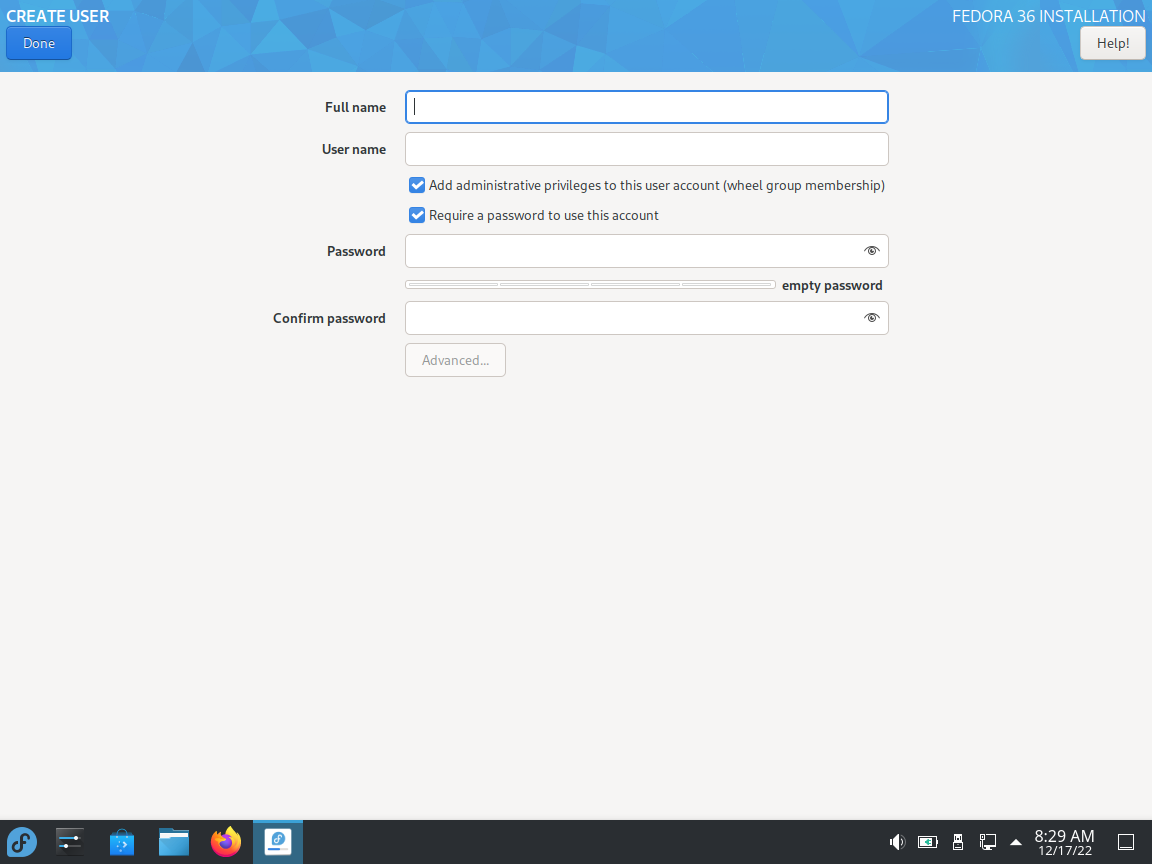 CREATE USER
FEDORA 36 INSTALLATION
Done
Help!
Full name
User name
Add administrative privileges to this user account (wheel group membership)
Require a password to use this account
Password
empty password
Confirm password
Advanced...
8:29 AM
12/17/22